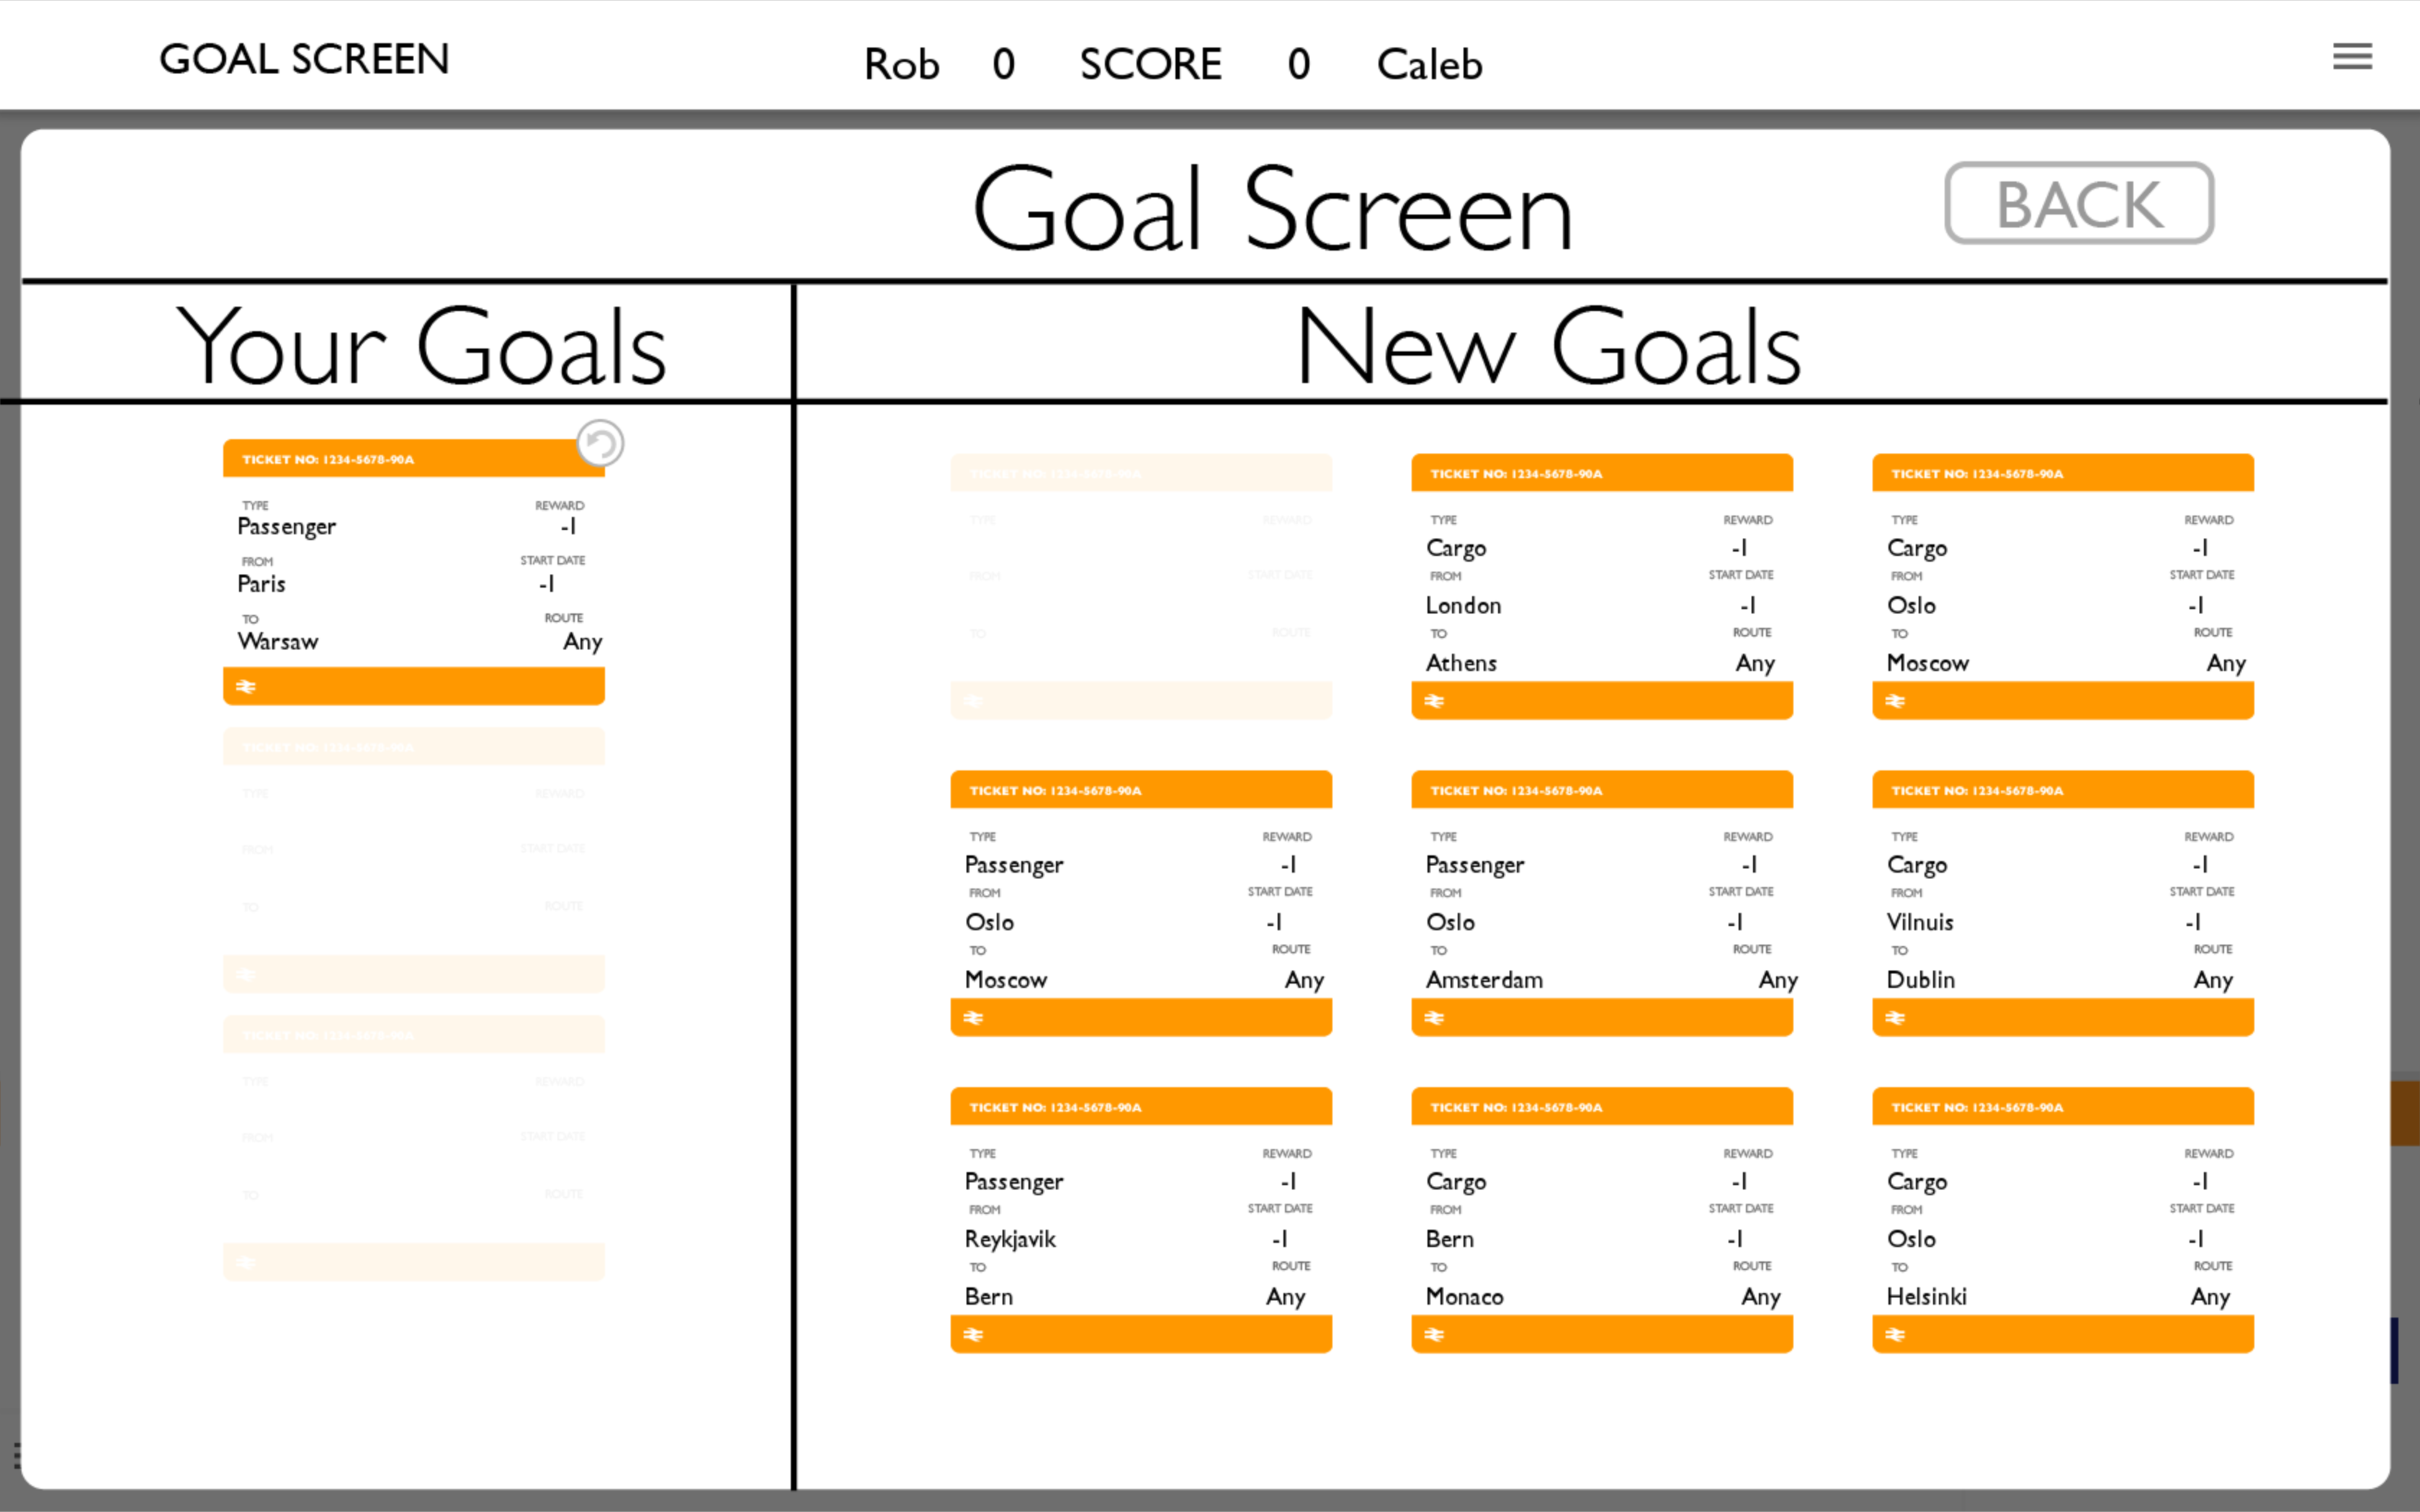 GOAL SCREEN
Rob 0 SCORE 0 Caleb
Goal Screen
BACK
Your Goals
New Goals
TICKET NO: 1234-5678-90A
TYPE REWARD
Passenger -1
FROM START DATE
Paris -1
TO ROUTE
Warsaw Any
TICKET NO: 1234-5678-90A
TYPE REWARD
FROM START DATE
TO ROUTE
TICKET NO: 1234-5678-90A
TYPE REWARD
FROM START DATE
TO ROUTE
TICKET NO: 1234-5678-90A
TYPE REWARD
FROM START DATE
TO ROUTE
TICKET NO: 1234-5678-90A
TYPE REWARD
Cargo -1
FROM START DATE
London -1
TO ROUTE
Athens Any
TICKET NO: 1234-5678-90A
TYPE REWARD
Cargo -1
FROM START DATE
Oslo -1
TO ROUTE
Moscow Any
TICKET NO: 1234-5678-90A
TYPE REWARD
Passenger -1
FROM START DATE
Oslo -1
TO ROUTE
Moscow Any
TICKET NO: 1234-5678-90A
TYPE REWARD
Passenger -1
FROM START DATE
Oslo -1
TO ROUTE
Amsterdam Any
TICKET NO: 1234-5678-90A
TYPE REWARD
Cargo -1
FROM START DATE
Vilnuis -1
TO ROUTE
Dublin Any
TICKET NO: 1234-5678-90A
TYPE REWARD
Passenger -1
FROM START DATE
Reykjavik -1
TO ROUTE
Bern Any
TICKET NO: 1234-5678-90A
TYPE REWARD
Cargo -1
FROM START DATE
Bern -1
TO ROUTE
Monaco Any
TICKET NO: 1234-5678-90A
TYPE REWARD
Cargo -1
FROM START DATE
Oslo -1
TO ROUTE
Helsinki Any